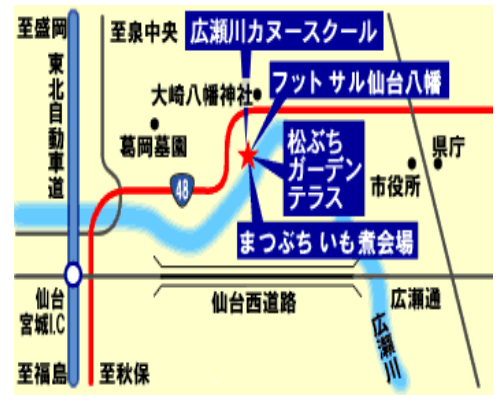 至盛岡
至泉中央
広瀬川カヌースクール
東北自動車道
大崎八幡神社
フット サル仙台八幡
葛岡墓園
松ぶち
ガーデン
テラス
県庁
市役所
48
まつぶち いも煮会場
仙台
宮城I.C
仙台西道路
広瀬通
広瀬川
至福島
至秋保